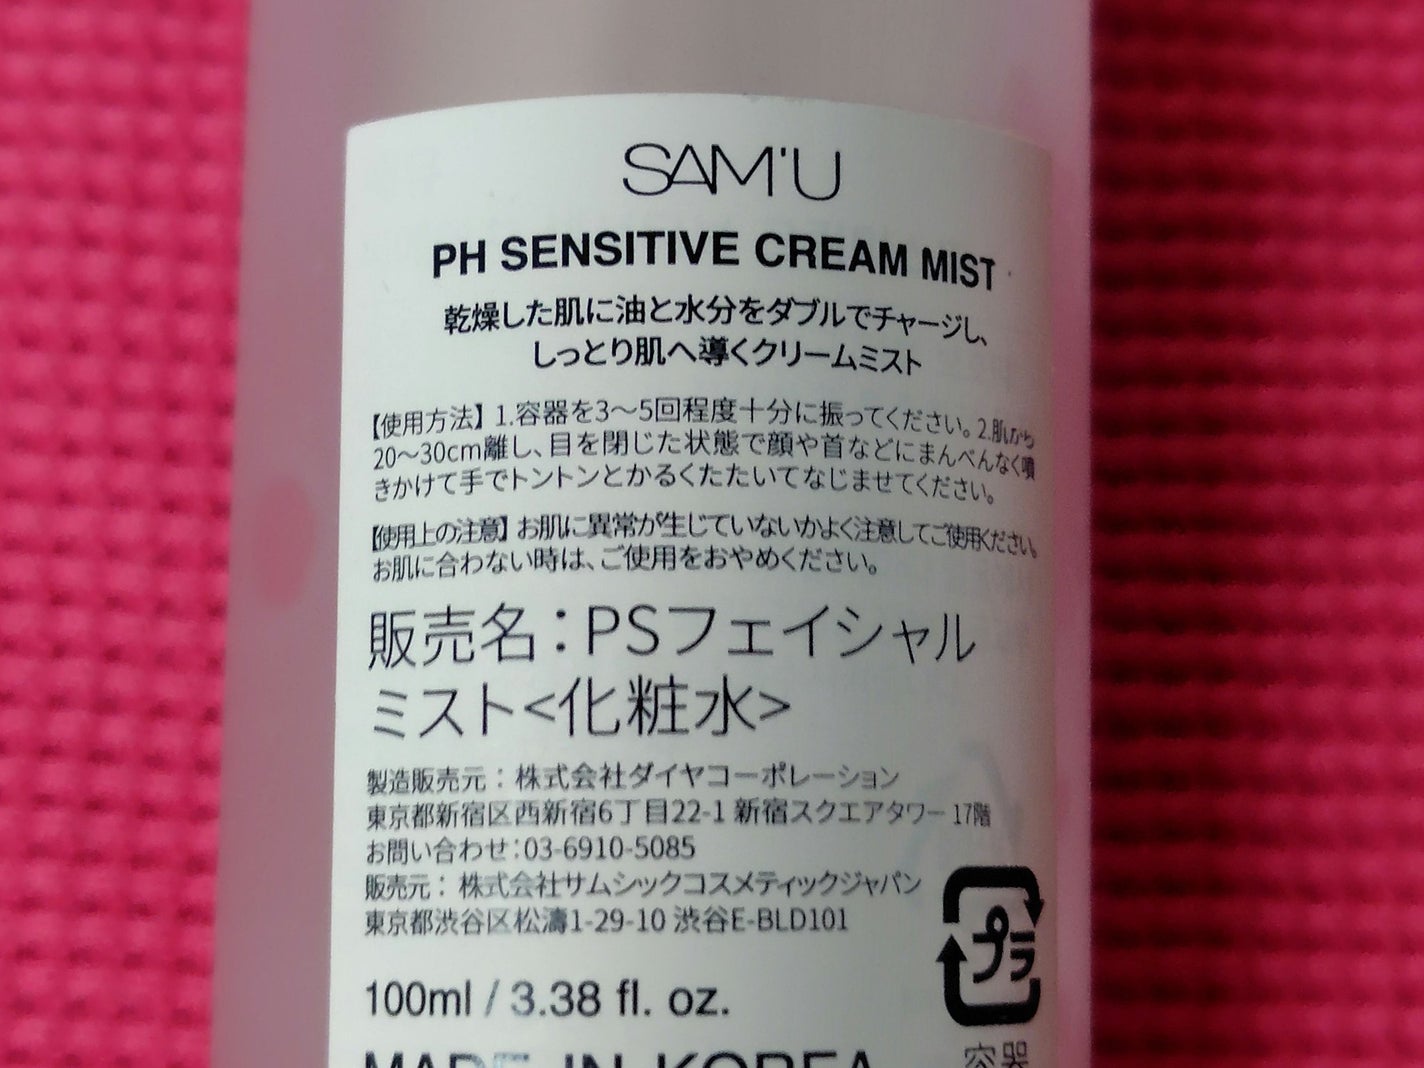 SAM'U
PH SENSITIVE CREAM MIST
乾燥した肌に油と水分をダブルでチャージし、
しっとり肌へ導くクリームミスト
【使用方法】1.容器を3〜5回程度十分に振ってください。2.肌から
20〜30cm離し、目を閉じた状態で顔や首などにまんべんなく噴
きかけて手でトントンとかるくたたいてなじませてください。
【使用上の注意】お肌に異常が生じていないかよく注意してご使用ください。
お肌に合わない時は、ご使用をおやめください。
販売名：PSフェイシャル
ミスト<化粧水>
製造販売元：株式会社ダイヤコーポレーション
東京都新宿区西新宿6丁目22-1 新宿スクエアタワー 17階
お問い合わせ：03-6910-5085
販売元：株式会社サムシックコスメティックジャパン
東京都渋谷区松濤1-29-10 渋谷E-BLD101
プラ
100ml / 3.38 fl. oz.
MADE IN KOREA
容器